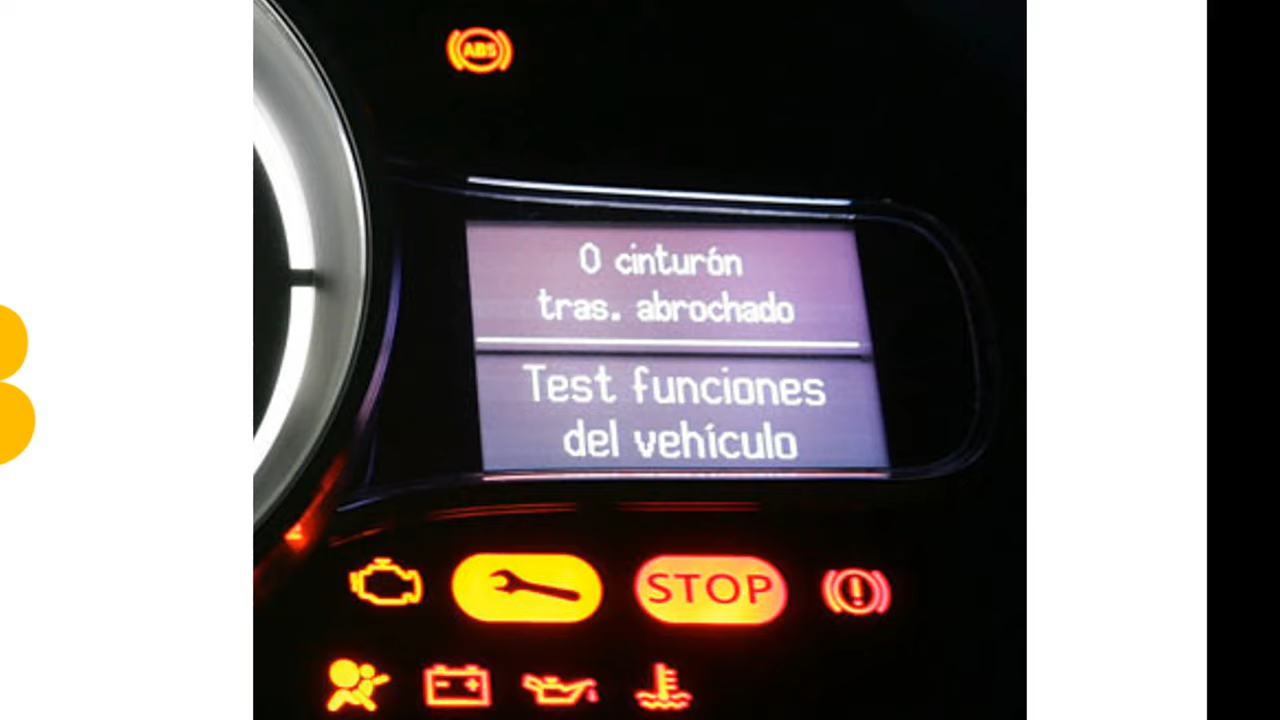 ABS
0 cinturón
tras. abrochado
Test funciones
del vehículo
STOP